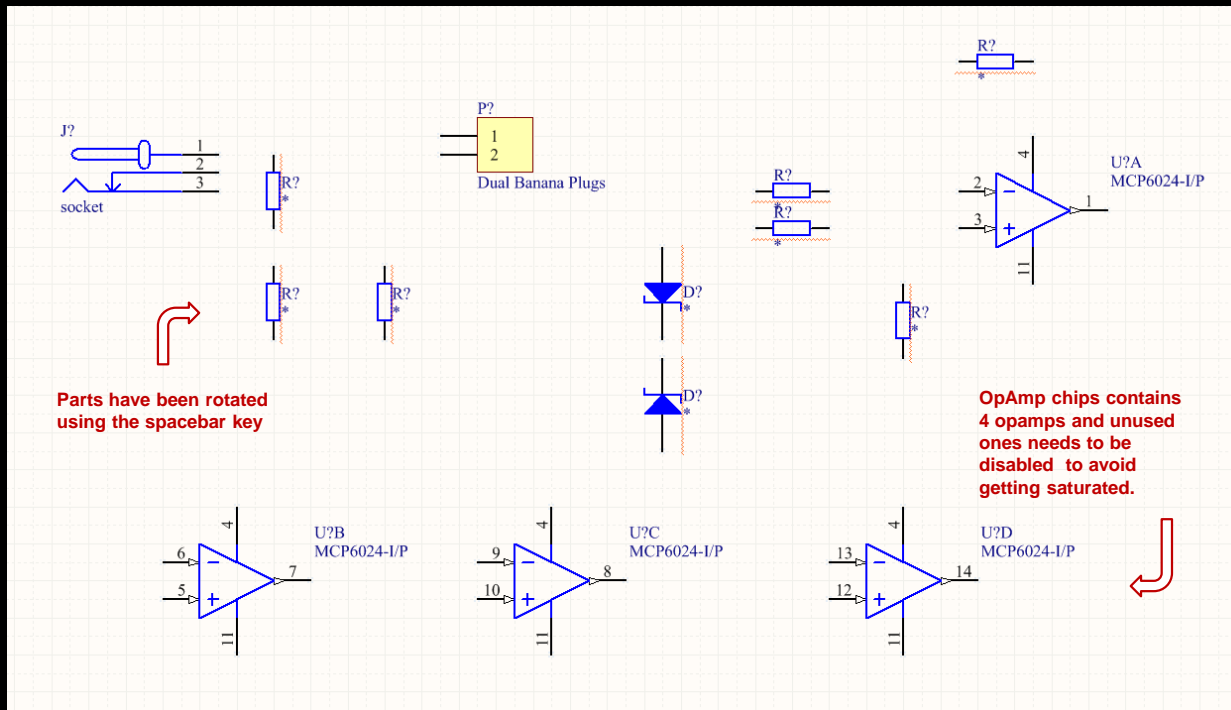 R?
*
P?
J?
1
1
2
2
3
socket
Dual Banana Plugs
R?
*
R?
*
R?
*
4
U?A
MCP6024-I/P
2
1
3
11
R?
*
R?
*
D?
*
R?
*
D?
*
Parts have been rotated
using the spacebar key
OpAmp chips contains
4 opamps and unused
ones needs to be
disabled to avoid
getting saturated.
4
U?B
MCP6024-I/P
6
7
5
11
4
U?C
MCP6024-I/P
9
8
10
11
4
U?D
MCP6024-I/P
13
14
12
11